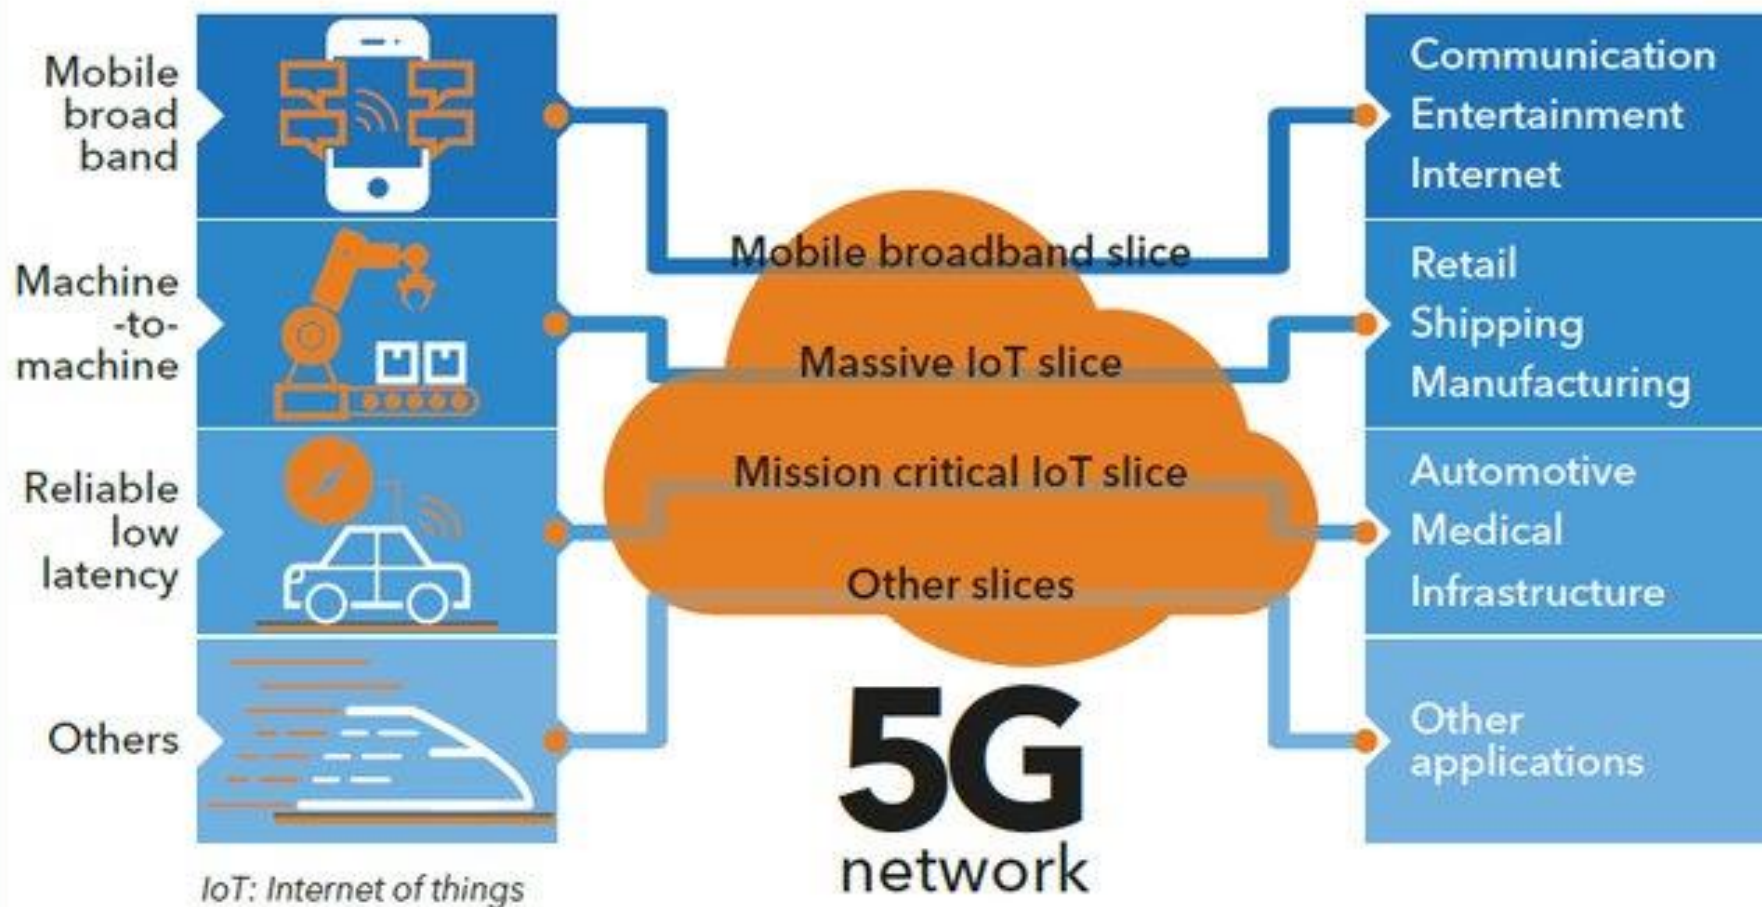 Mobile
broad
band
Machine
-to-
machine
Reliable
low
latency
Others
Mobile broadband slice
Massive IoT slice
Mission critical IoT slice
Other slices
5G
network
Communication
Entertainment
Internet
Retail
Shipping
Manufacturing
Automotive
Medical
Infrastructure
Other
applications
IoT: Internet of things